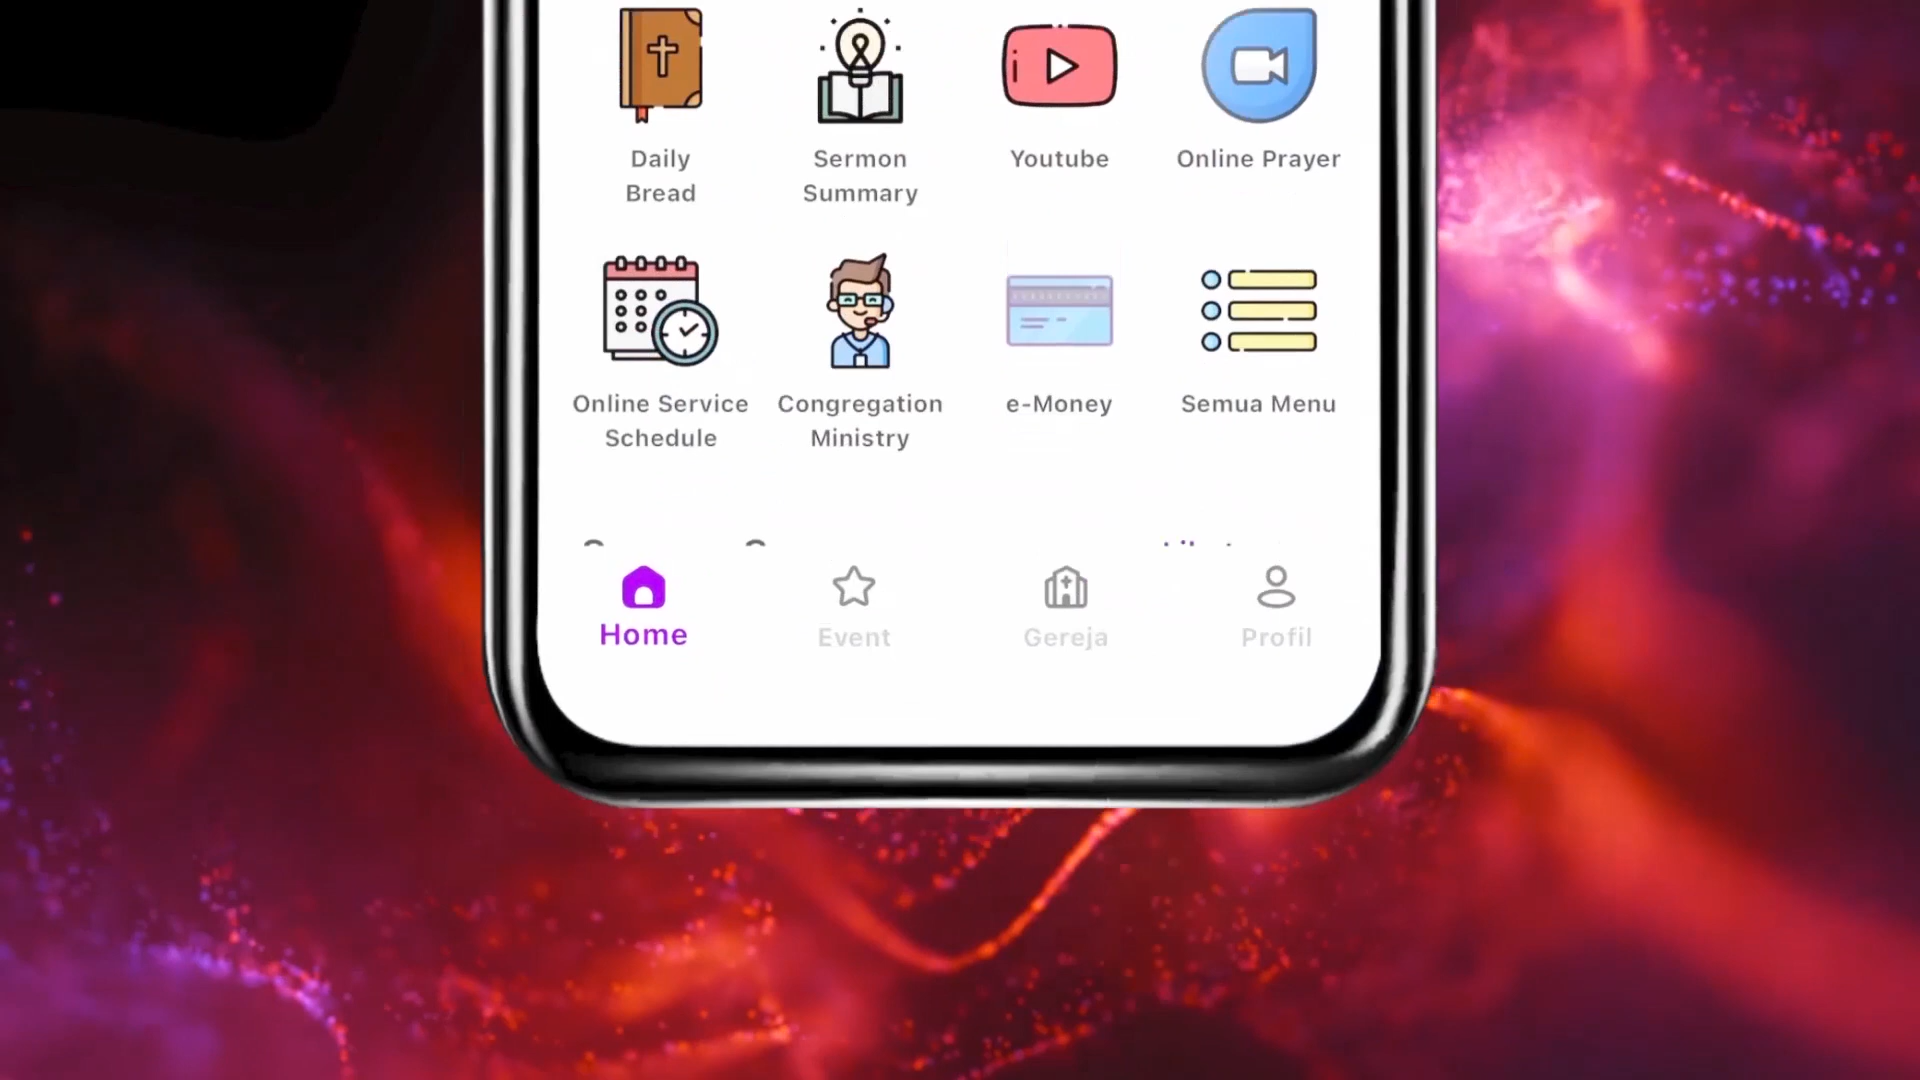 Daily
Bread
Sermon
Summary
Youtube
Online Prayer
Online Service
Schedule
Congregation
Ministry
e-Money
Semua Menu
Home
Event
Gereja
Profil